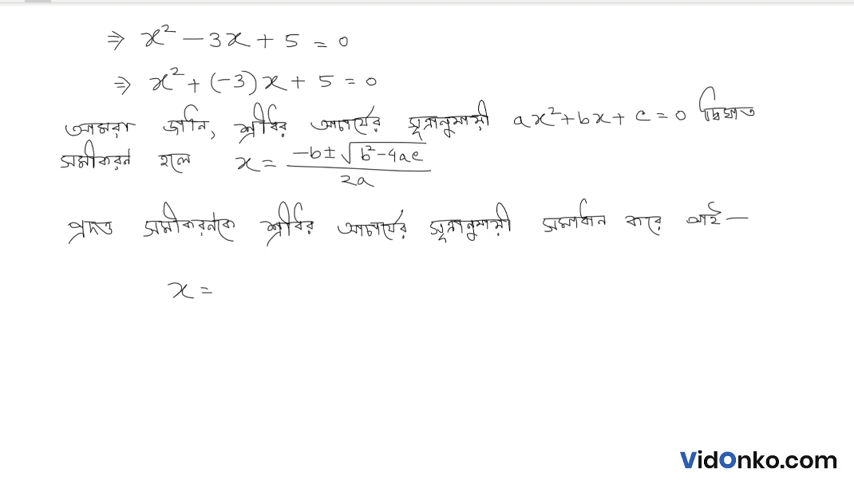 ⇒ x² − 3x + 5 = 0
⇒ x² + (−3)x + 5 = 0
আমরা জানি, শ্রীধর আচার্যের সূত্রানুযায়ী ax² + bx + c = 0 দ্বিঘাত
সমীকরণ হলে x = (−b ± √(b² − 4ac)) / 2a
প্রদত্ত সমীকরণকে শ্রীধর আচার্যের সূত্রানুযায়ী সমাধান করে পাই —
x =
VidOnko.com